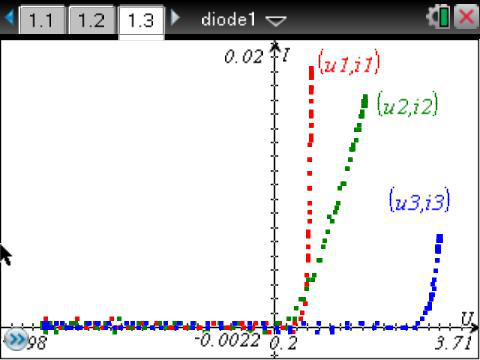 1.1 1.2 1.3 diode1
0.02 I
(u1,i1)
(u2,i2)
(u3,i3)
U
-0.0022 0.2 3.71